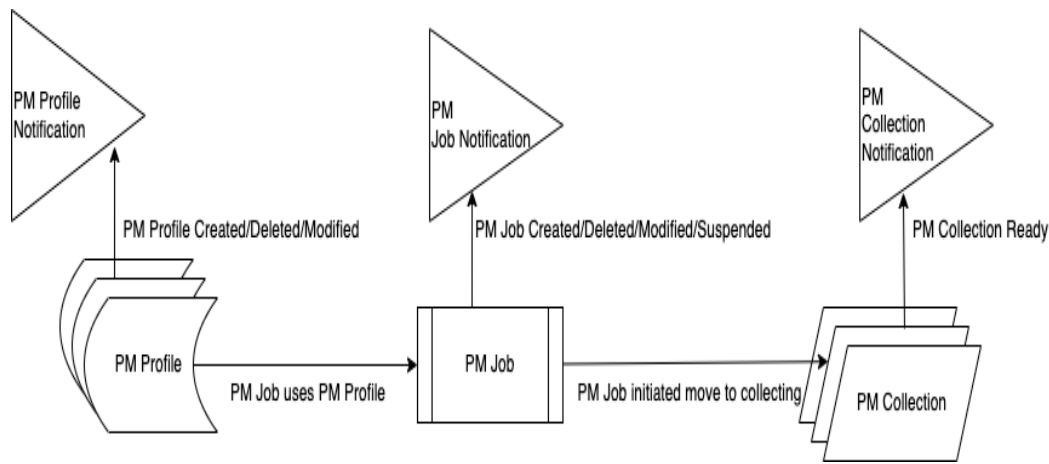 PM Profile
Notification
PM
Job Notification
PM
Collection
Notification
PM Profile Created/Deleted/Modified
PM Job Created/Deleted/Modified/Suspended
PM Collection Ready
PM Profile
PM Job uses PM Profile
PM Job
PM Job initiated move to collecting
PM Collection